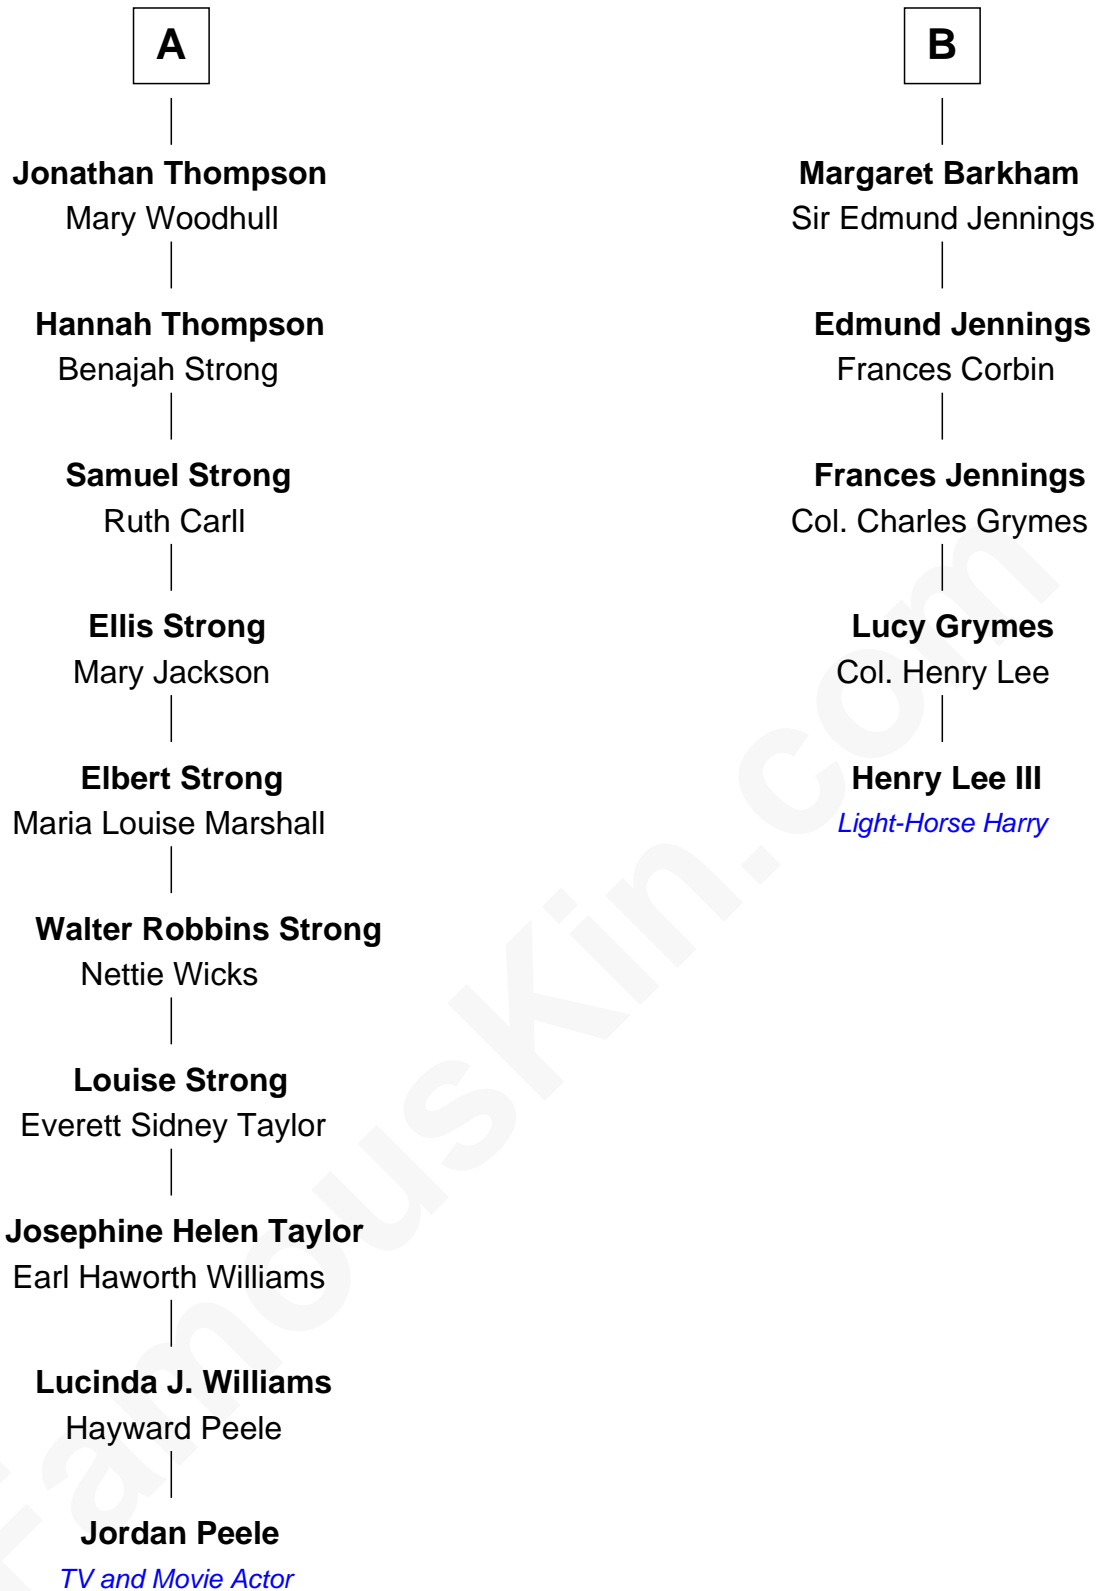 A
Jonathan Thompson
Mary Woodhull
Hannah Thompson
Benajah Strong
Samuel Strong
Ruth Carll
Ellis Strong
Mary Jackson
Elbert Strong
Maria Louise Marshall
Walter Robbins Strong
Nettie Wicks
Louise Strong
Everett Sidney Taylor
Josephine Helen Taylor
Earl Haworth Williams
Lucinda J. Williams
Hayward Peele
Jordan Peele
TV and Movie Actor
B
Margaret Barkham
Sir Edmund Jennings
Edmund Jennings
Frances Corbin
Frances Jennings
Col. Charles Grymes
Lucy Grymes
Col. Henry Lee
Henry Lee III
Light-Horse Harry
FamousKin.com